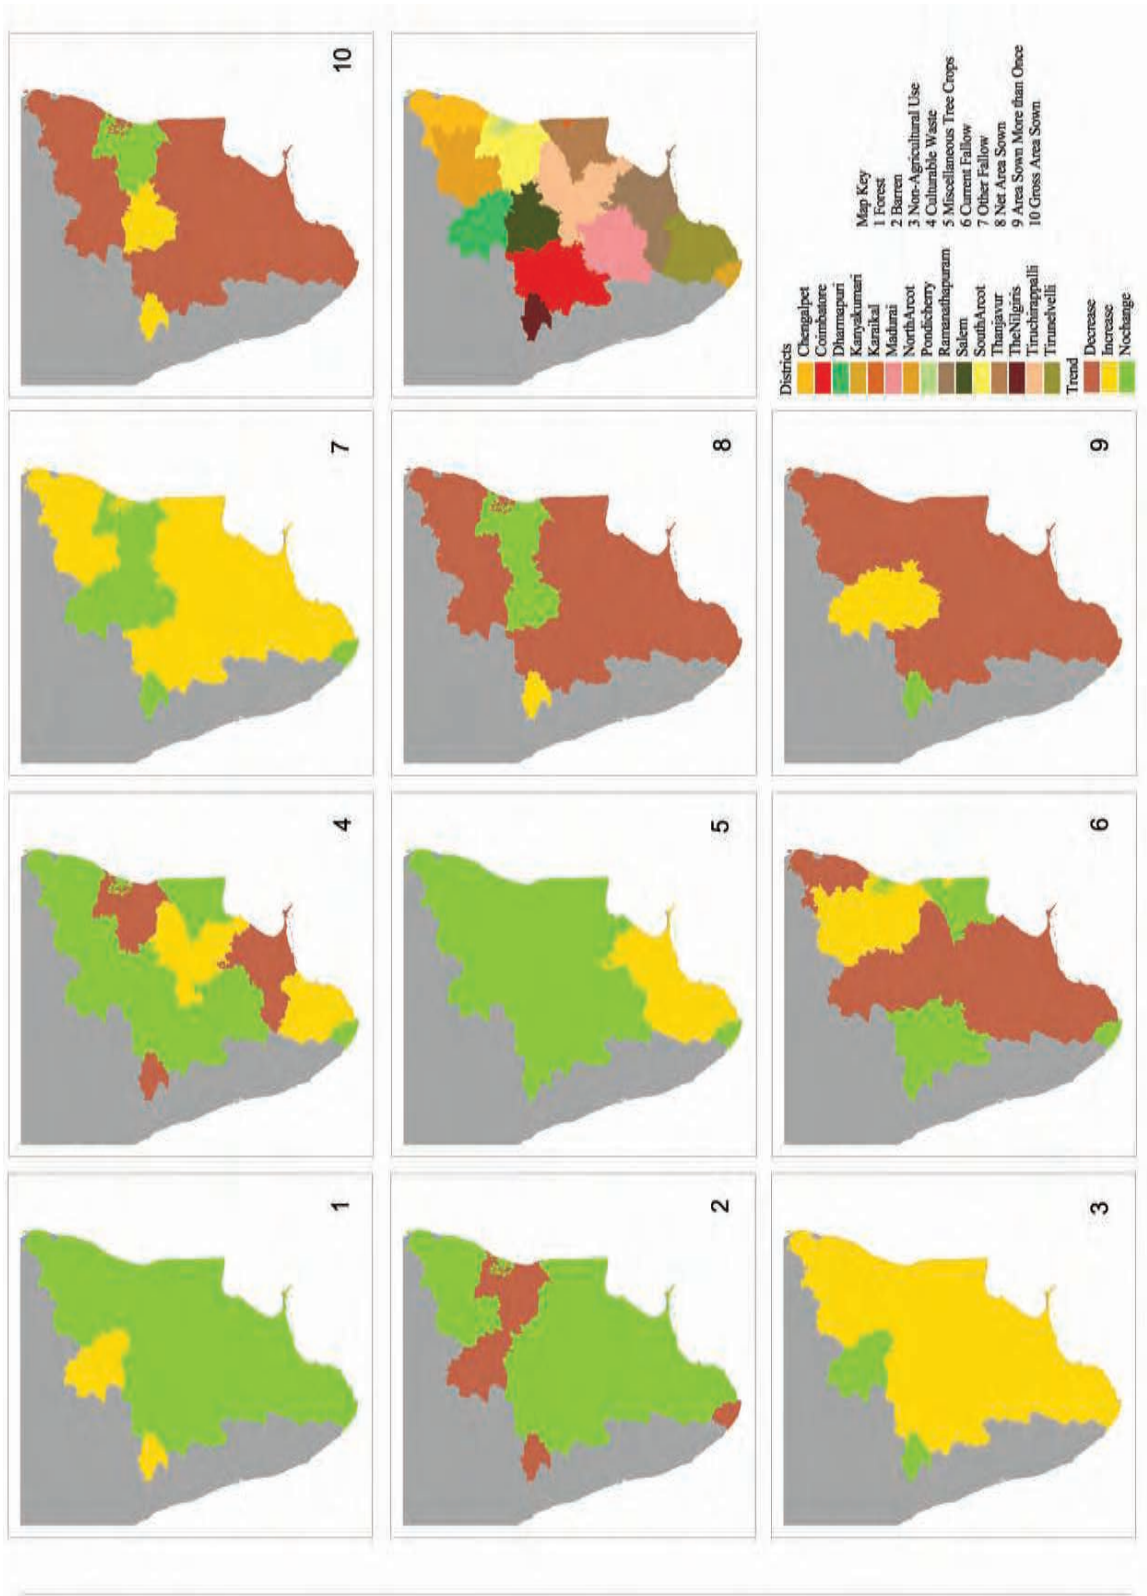 10
7
4
1
8
5
2
9
6
3
Districts
Chengalpet
Coimbatore
Dharmapuri
Kanyakumari
Karaikal
Madurai
NorthArcot
Pondicherry
Ramanathapuram
Salem
SouthArcot
Thanjavur
TheNilgiris
Tiruchirappalli
Tirunelvelli
Trend
Decrease
Increase
Nochange
Map Key
1 Forest
2 Barren
3 Non-Agricultural Use
4 Culturable Waste
5 Miscellaneous Tree Crops
6 Current Fallow
7 Other Fallow
8 Net Area Sown
9 Area Sown More than Once
10 Gross Area Sown